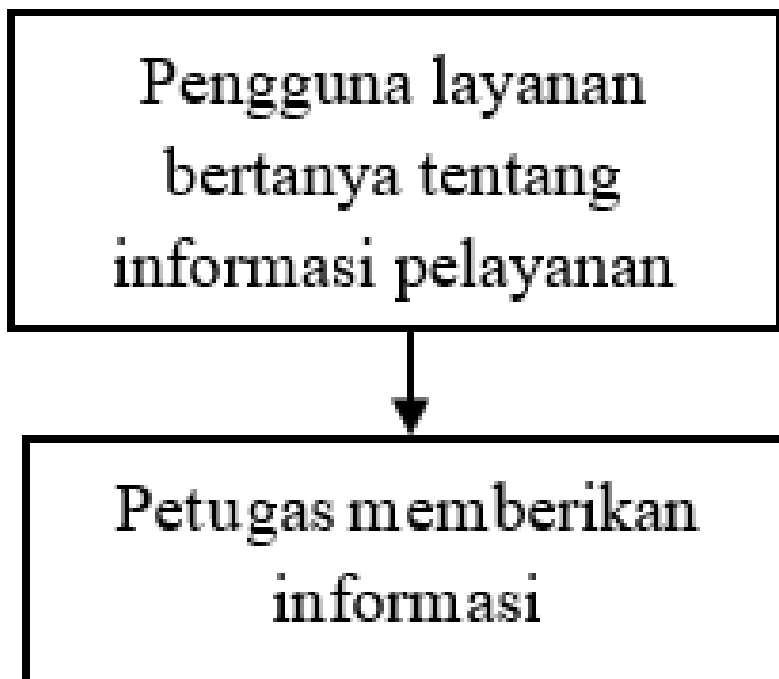 Pengguna layanan
bertanya tentang
informasi pelayanan
Petugas memberikan
informasi